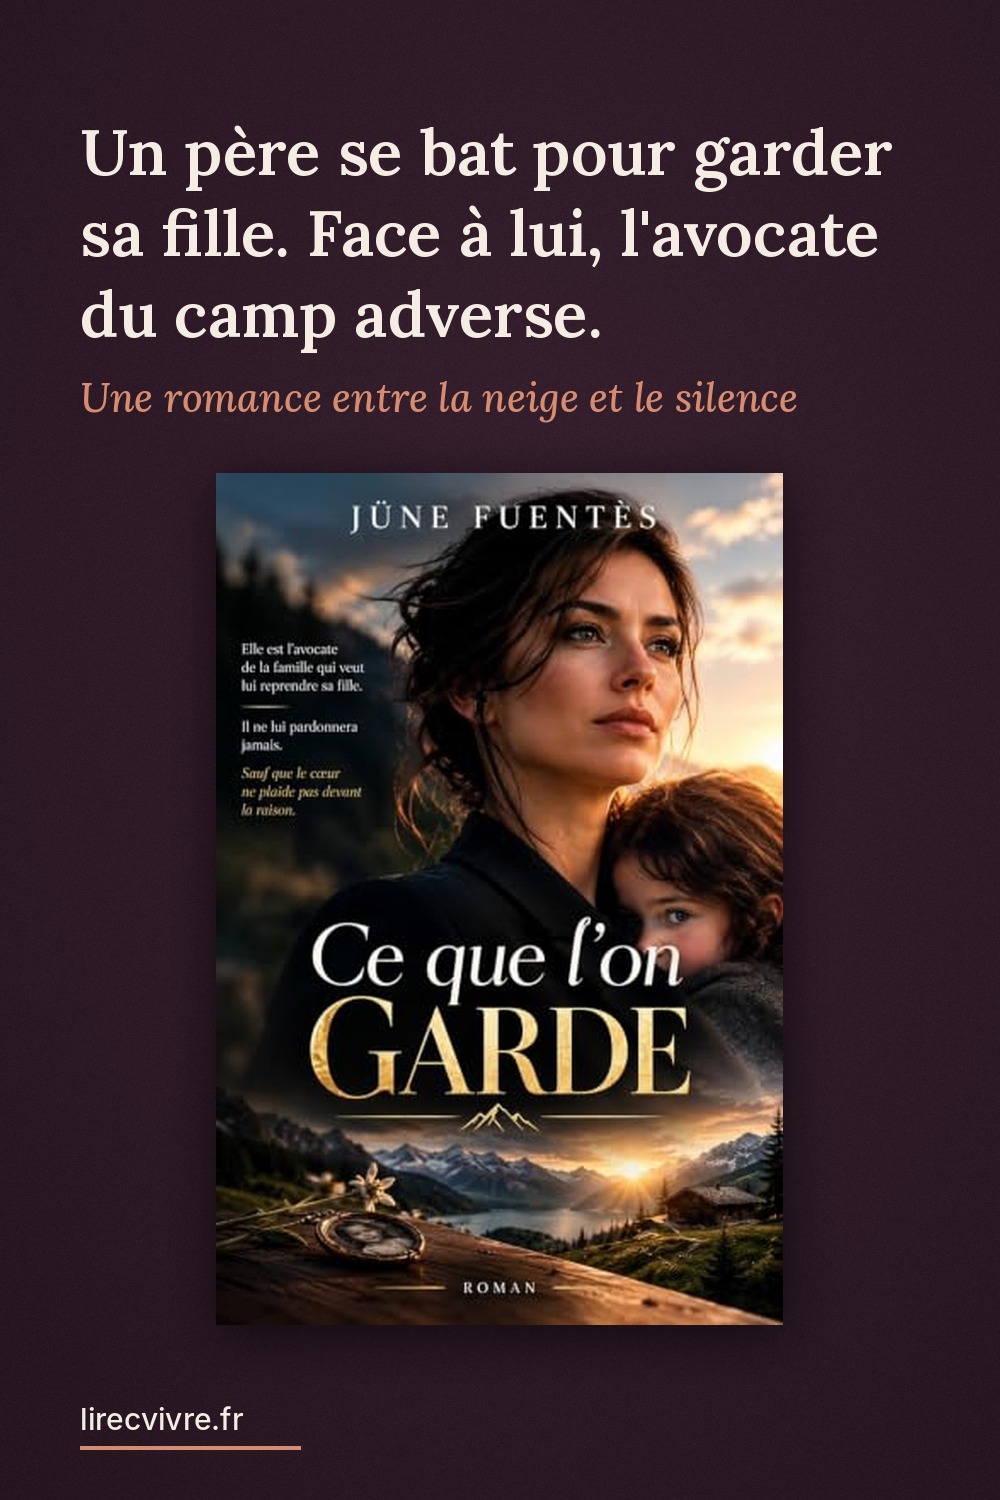 Un père se bat pour garder
sa fille. Face à lui, l'avocate
du camp adverse.
Une romance entre la neige et le silence
JÜNE FUENTÈS
Elle est l'avocate
de la famille qui veut
lui reprendre sa fille.
Il ne lui pardonnera
jamais.
Sauf que le cœur
ne plaide pas devant
la raison.
Ce que l'on
GARDE
ROMAN
lirecvivre.fr